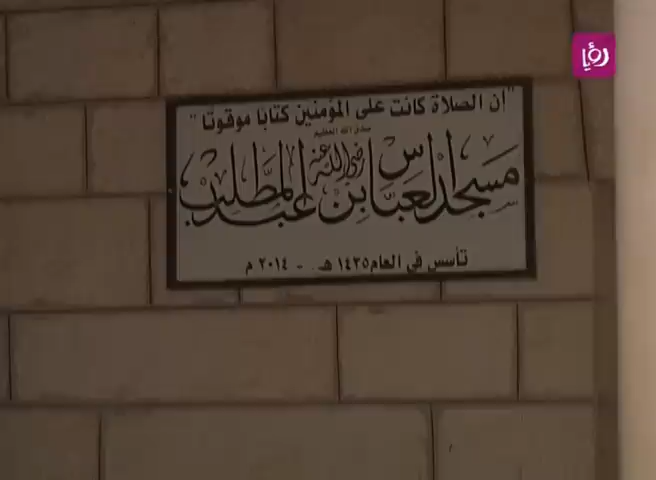 رؤيا
"ان الصلاة كانت على المؤمنين كتابا موقوتا"
صدق الله العظيم
مسجد العباس بن عبد المطلب رضي الله عنه
تأسس في العام ١٤٣٥ هـ - ٢٠١٤ م